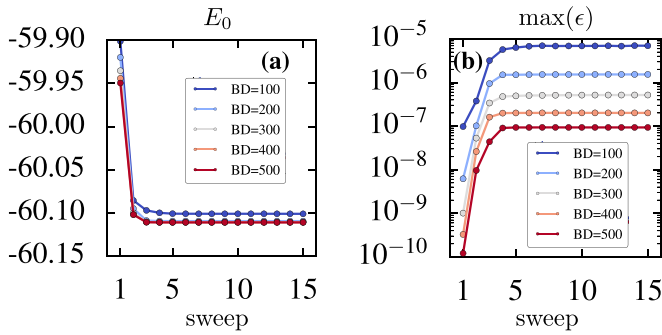 E₀
-59.90
-59.95
-60.00
-60.05
-60.10
-60.15
(a)
BD=100
BD=200
BD=300
BD=400
BD=500
1 5 10 15
sweep
max(ϵ)
10⁻⁵
10⁻⁶
10⁻⁷
10⁻⁸
10⁻⁹
10⁻¹⁰
(b)
BD=100
BD=200
BD=300
BD=400
BD=500
1 5 10 15
sweep